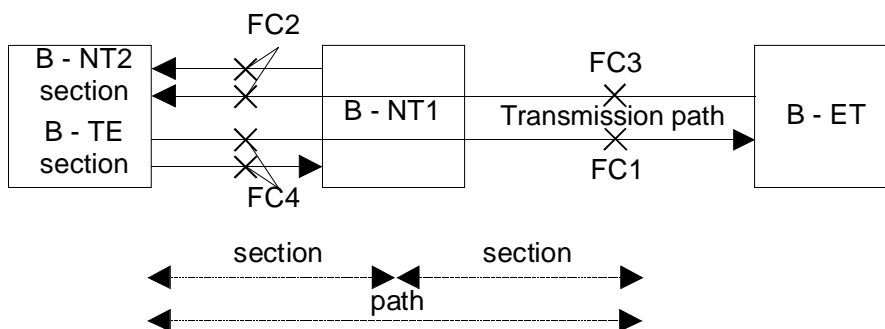 FC2
B - NT2
section
B - TE
section
B - NT1
FC3
Transmission path
FC1
B - ET
FC4
section
section
path